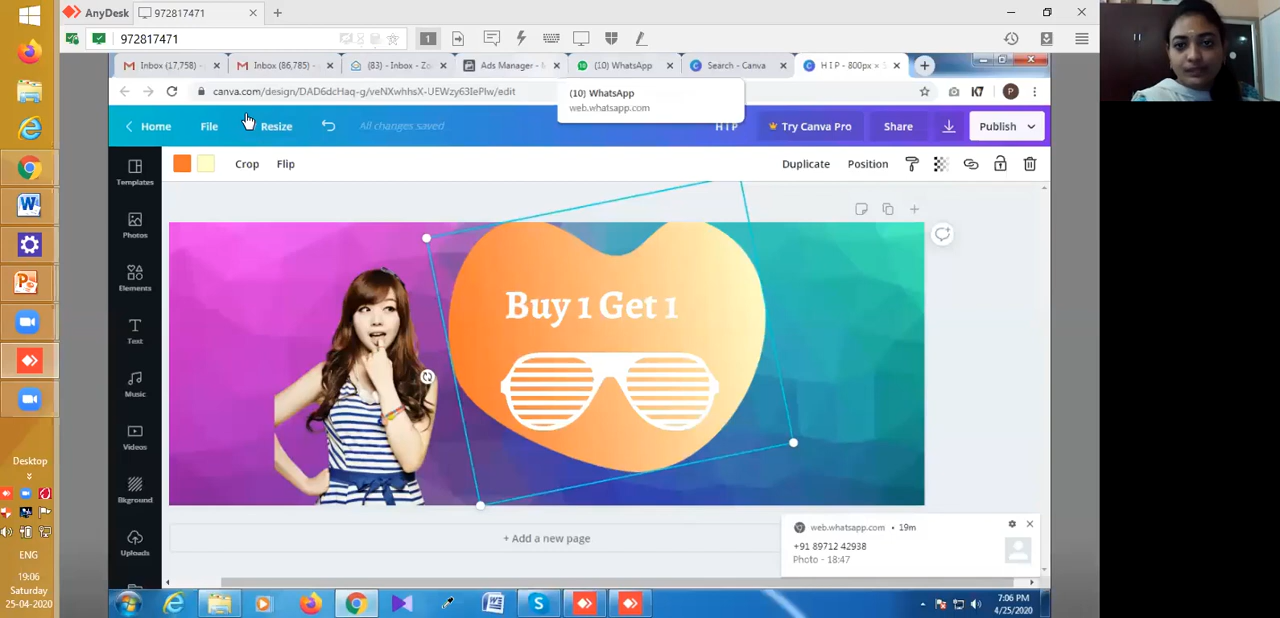 AnyDesk
972817471
972817471
1
Inbox (17,758) -
Inbox (86,785) -
(83) - Inbox - Zo
Ads Manager -
(10) WhatsApp
Search - Canva
H I P - 800px ×
canva.com/design/DAD6dcHaq-g/veNXwhhsX-UEWzy63IePlw/edit
(10) WhatsApp
web.whatsapp.com
Home
File
Resize
All changes saved
H I P
Try Canva Pro
Share
Publish
Crop
Flip
Duplicate
Position
Templates
Photos
Elements
Text
Music
Videos
Bkground
Uploads
Buy 1 Get 1
+ Add a new page
web.whatsapp.com • 19m
+91 89712 42938
Photo - 18:47
Desktop
ENG
19:06
Saturday
25-04-2020
7:06 PM
4/25/2020